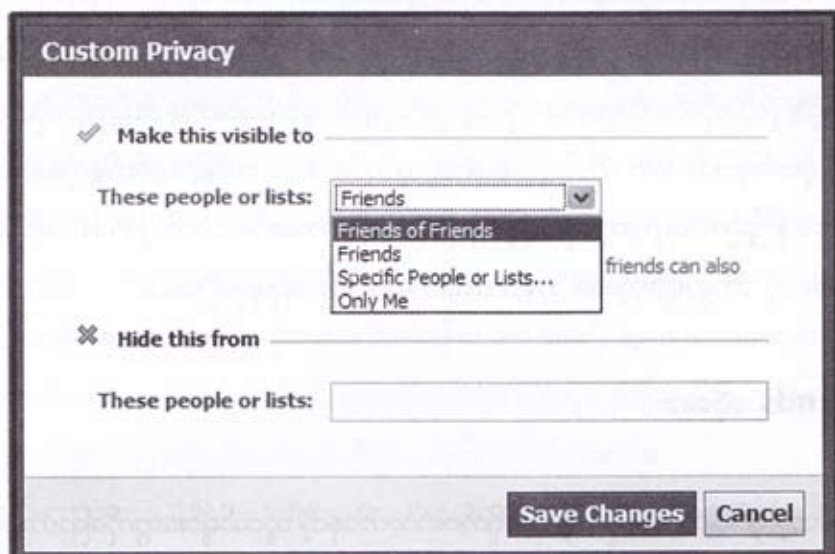 Custom Privacy
Make this visible to
These people or lists: Friends
Friends of Friends
Friends
Specific People or Lists...
friends can also
Only Me
Hide this from
These people or lists:
Save Changes Cancel